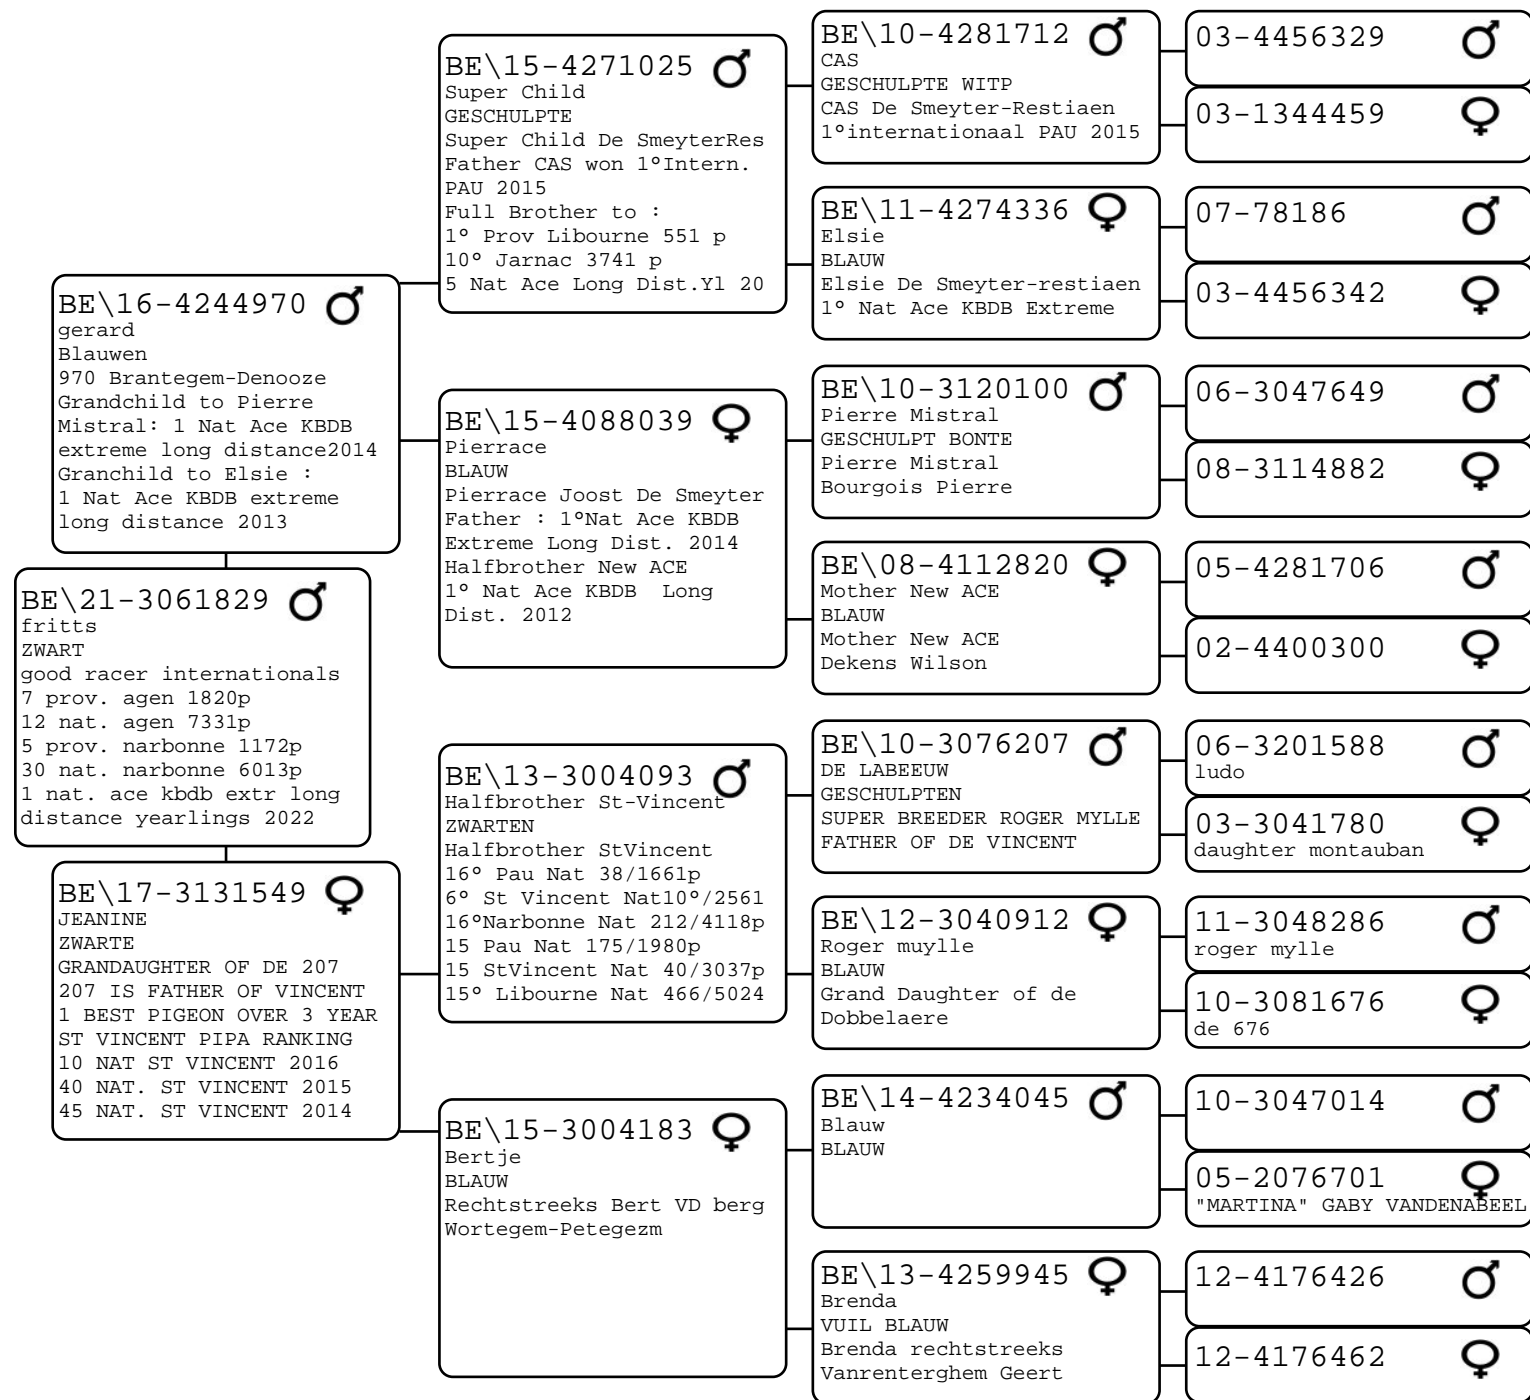 BE\21-3061829
fritts
ZWART
good racer internationals
7 prov. agen 1820p
12 nat. agen 7331p
5 prov. narbonne 1172p
30 nat. narbonne 6013p
1 nat. ace kbdb extr long
distance yearlings 2022
BE\16-4244970
gerard
Blauwen
970 Brantegem-Denooze
Grandchild to Pierre
Mistral: 1 Nat Ace KBDB
extreme long distance2014
Granchild to Elsie :
1 Nat Ace KBDB extreme
long distance 2013
BE\17-3131549
JEANINE
ZWARTE
GRANDAUGHTER OF DE 207
207 IS FATHER OF VINCENT
1 BEST PIGEON OVER 3 YEAR
ST VINCENT PIPA RANKING
10 NAT ST VINCENT 2016
40 NAT. ST VINCENT 2015
45 NAT. ST VINCENT 2014
BE\15-4271025
Super Child
GESCHULPTE
Super Child De SmeyterRes
Father CAS won 1°Intern.
PAU 2015
Full Brother to :
1° Prov Libourne 551 p
10° Jarnac 3741 p
5 Nat Ace Long Dist.Yl 20
BE\15-4088039
Pierrace
BLAUW
Pierrace Joost De Smeyter
Father : 1°Nat Ace KBDB
Extreme Long Dist. 2014
Halfbrother New ACE
1° Nat Ace KBDB  Long
Dist. 2012
BE\13-3004093
Halfbrother St-Vincent
ZWARTEN
Halfbrother StVincent
16° Pau Nat 38/1661p
6° St Vincent Nat10°/2561
16°Narbonne Nat 212/4118p
15 Pau Nat 175/1980p
15 StVincent Nat 40/3037p
15° Libourne Nat 466/5024
BE\15-3004183
Bertje
BLAUW
Rechtstreeks Bert VD berg
Wortegem-Petegezm
BE\10-4281712
CAS
GESCHULPTE WITP
CAS De Smeyter-Restiaen
1°internationaal PAU 2015
BE\11-4274336
Elsie
BLAUW
Elsie De Smeyter-restiaen
1° Nat Ace KBDB Extreme
BE\10-3120100
Pierre Mistral
GESCHULPT BONTE
Pierre Mistral
Bourgois Pierre
BE\08-4112820
Mother New ACE
BLAUW
Mother New ACE
Dekens Wilson
BE\10-3076207
DE LABEEUW
GESCHULPTEN
SUPER BREEDER ROGER MYLLE
FATHER OF DE VINCENT
BE\12-3040912
Roger muylle
BLAUW
Grand Daughter of de
Dobbelaere
BE\14-4234045
Blauw
BLAUW
BE\13-4259945
Brenda
VUIL BLAUW
Brenda rechtstreeks
Vanrenterghem Geert
03-4456329
03-1344459
07-78186
03-4456342
06-3047649
08-3114882
05-4281706
02-4400300
06-3201588
ludo
03-3041780
daughter montauban
11-3048286
roger mylle
10-3081676
de 676
10-3047014
05-2076701
"MARTINA" GABY VANDENABEEL
12-4176426
12-4176462